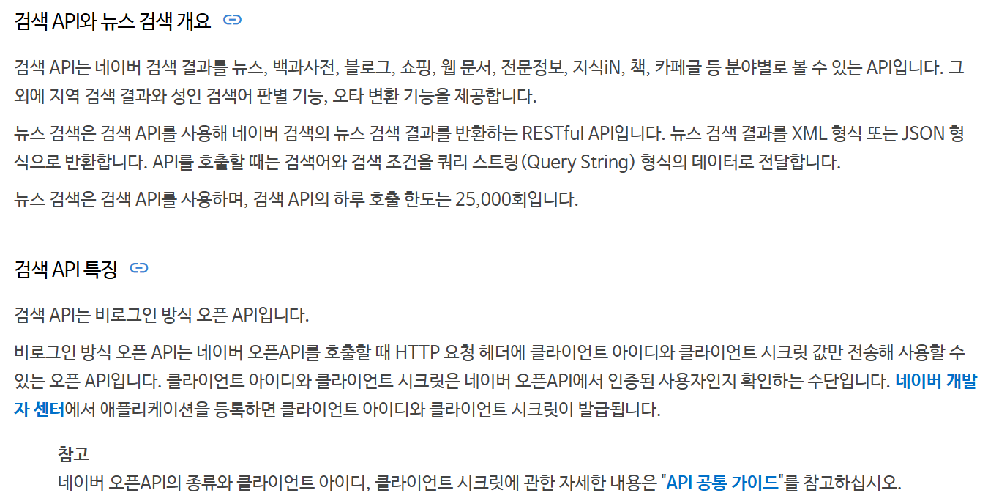 검색 API와 뉴스 검색 개요
검색 API는 네이버 검색 결과를 뉴스, 백과사전, 블로그, 쇼핑, 웹 문서, 전문정보, 지식iN, 책, 카페글 등 분야별로 볼 수 있는 API입니다. 그
외에 지역 검색 결과와 성인 검색어 판별 기능, 오타 변환 기능을 제공합니다.
뉴스 검색은 검색 API를 사용해 네이버 검색의 뉴스 검색 결과를 반환하는 RESTful API입니다. 뉴스 검색 결과를 XML 형식 또는 JSON 형
식으로 반환합니다. API를 호출할 때는 검색어와 검색 조건을 쿼리 스트링(Query String) 형식의 데이터로 전달합니다.
뉴스 검색은 검색 API를 사용하며, 검색 API의 하루 호출 한도는 25,000회입니다.
검색 API 특징
검색 API는 비로그인 방식 오픈 API입니다.
비로그인 방식 오픈 API는 네이버 오픈API를 호출할 때 HTTP 요청 헤더에 클라이언트 아이디와 클라이언트 시크릿 값만 전송해 사용할 수
있는 오픈 API입니다. 클라이언트 아이디와 클라이언트 시크릿은 네이버 오픈API에서 인증된 사용자인지 확인하는 수단입니다. 네이버 개발
자 센터에서 애플리케이션을 등록하면 클라이언트 아이디와 클라이언트 시크릿이 발급됩니다.
참고
네이버 오픈API의 종류와 클라이언트 아이디, 클라이언트 시크릿에 관한 자세한 내용은 "API 공통 가이드"를 참고하십시오.